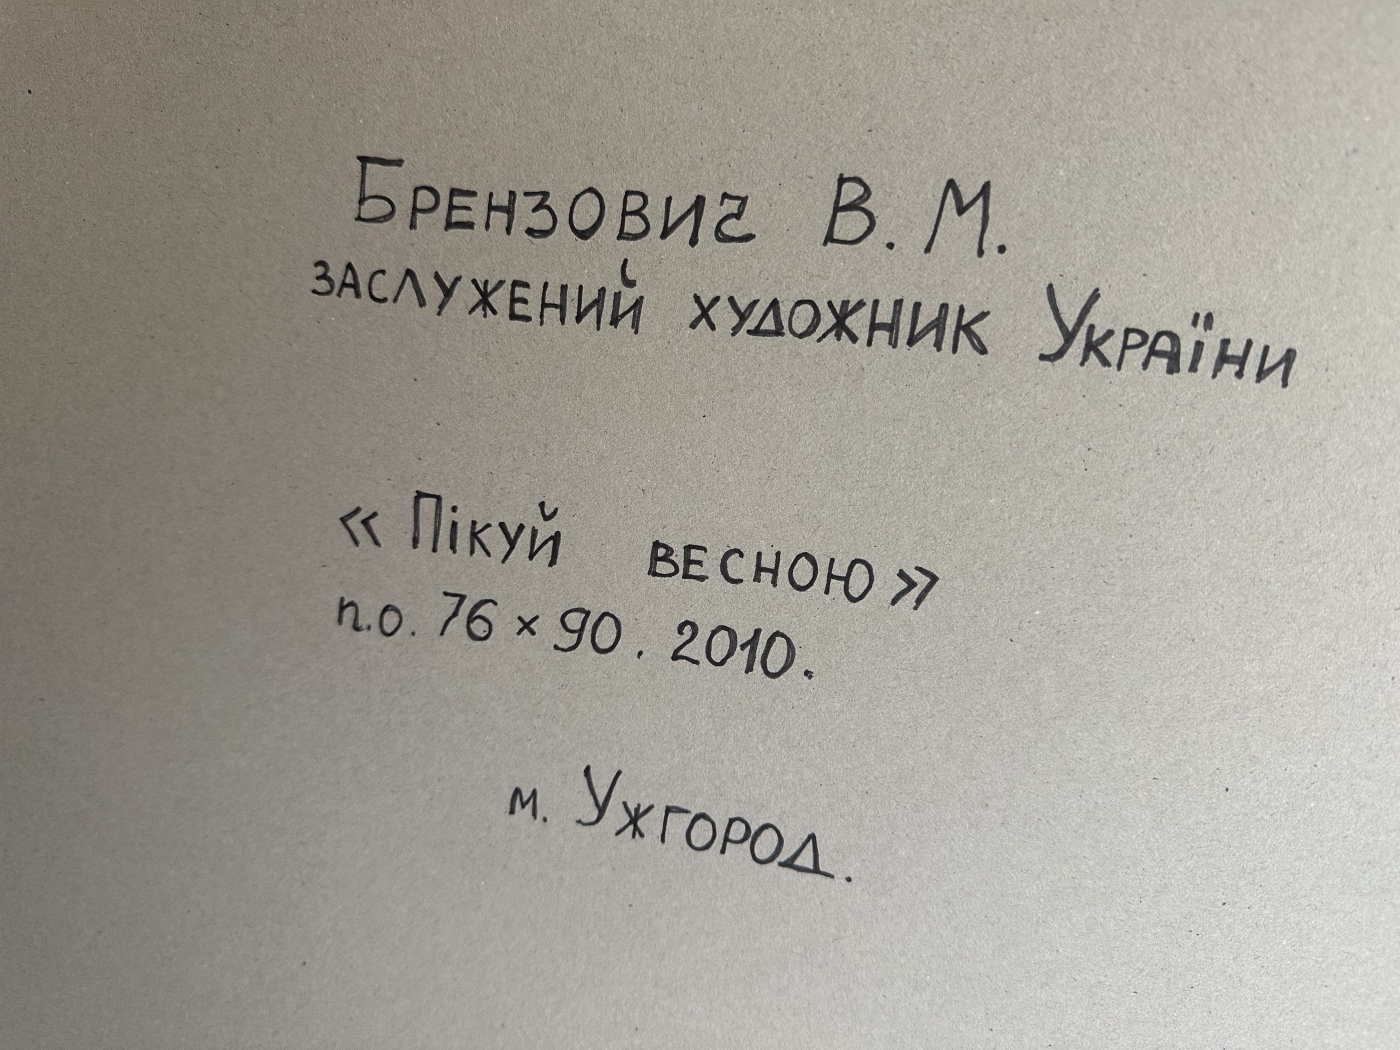 Брензович В. М.
заслужений художник України
«Пікуй весною»
п.о. 76 × 90. 2010.
м. Ужгород.